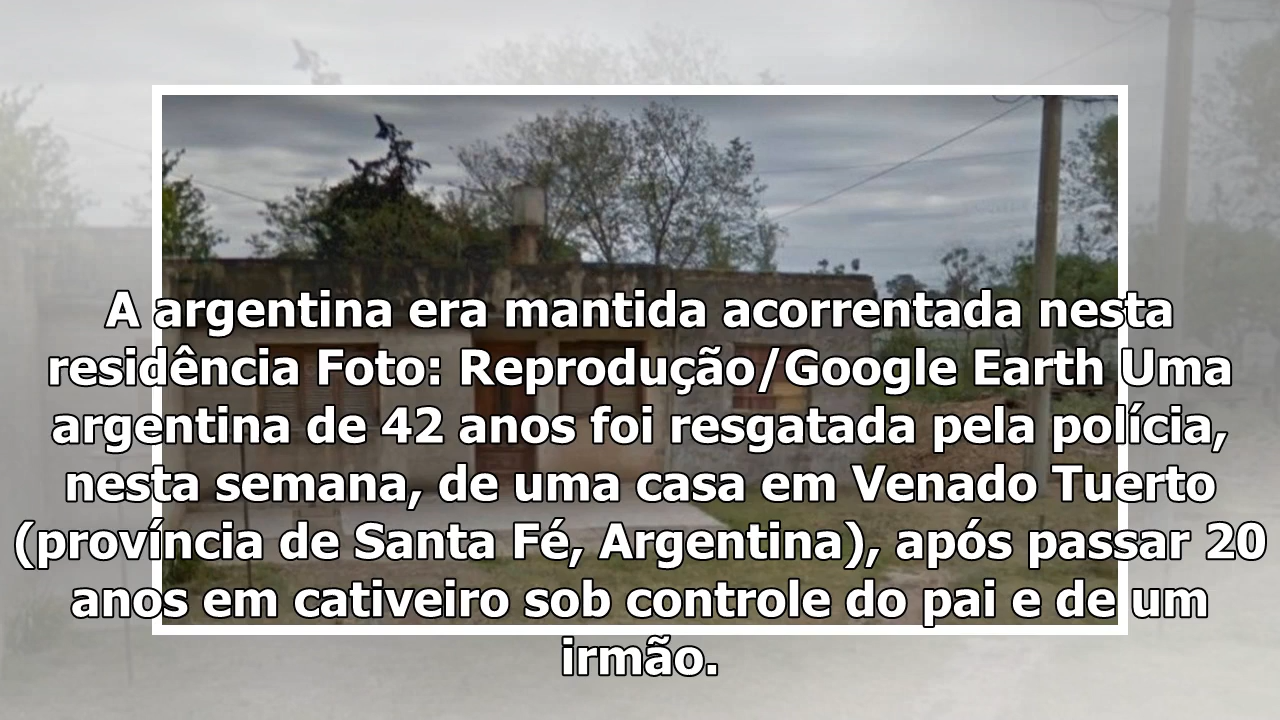 A argentina era mantida acorrentada nesta
residência Foto: Reprodução/Google Earth Uma
argentina de 42 anos foi resgatada pela polícia,
nesta semana, de uma casa em Venado Tuerto
(província de Santa Fé, Argentina), após passar 20
anos em cativeiro sob controle do pai e de um
irmão.